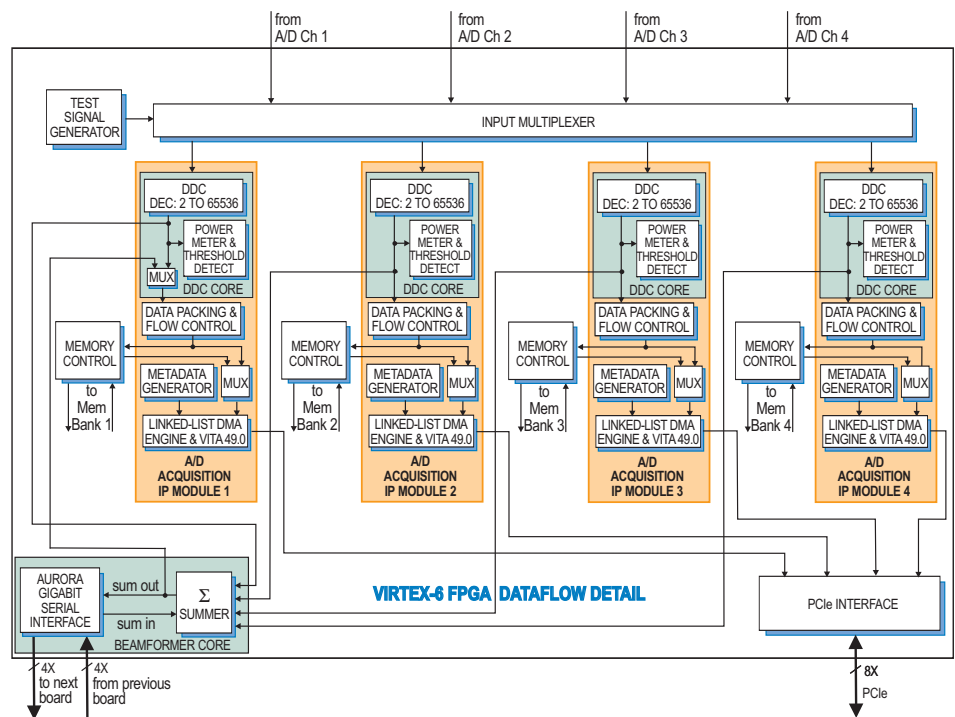 from
A/D Ch 1
from
A/D Ch 2
from
A/D Ch 3
from
A/D Ch 4
TEST
SIGNAL
GENERATOR
INPUT MULTIPLEXER
DDC
DEC: 2 TO 65536
POWER
METER &
THRESHOLD
DETECT
MUX
DDC CORE
DATA PACKING &
FLOW CONTROL
MEMORY
CONTROL
METADATA
GENERATOR
MUX
to
Mem
Bank 1
LINKED-LIST DMA
ENGINE & VITA 49.0
A/D
ACQUISITION
IP MODULE 1
DDC
DEC: 2 TO 65536
POWER
METER &
THRESHOLD
DETECT
DDC CORE
DATA PACKING &
FLOW CONTROL
MEMORY
CONTROL
METADATA
GENERATOR
MUX
to
Mem
Bank 2
LINKED-LIST DMA
ENGINE & VITA 49.0
A/D
ACQUISITION
IP MODULE 2
DDC
DEC: 2 TO 65536
POWER
METER &
THRESHOLD
DETECT
DDC CORE
DATA PACKING &
FLOW CONTROL
MEMORY
CONTROL
METADATA
GENERATOR
MUX
to
Mem
Bank 3
LINKED-LIST DMA
ENGINE & VITA 49.0
A/D
ACQUISITION
IP MODULE 3
DDC
DEC: 2 TO 65536
POWER
METER &
THRESHOLD
DETECT
DDC CORE
DATA PACKING &
FLOW CONTROL
MEMORY
CONTROL
METADATA
GENERATOR
MUX
to
Mem
Bank 4
LINKED-LIST DMA
ENGINE & VITA 49.0
A/D
ACQUISITION
IP MODULE 4
AURORA
GIGABIT
SERIAL
INTERFACE
sum out
sum in
Σ
SUMMER
BEAMFORMER CORE
VIRTEX-6 FPGA DATAFLOW DETAIL
PCIe INTERFACE
4X
to next
board
4X
from previous
board
8X
PCIe